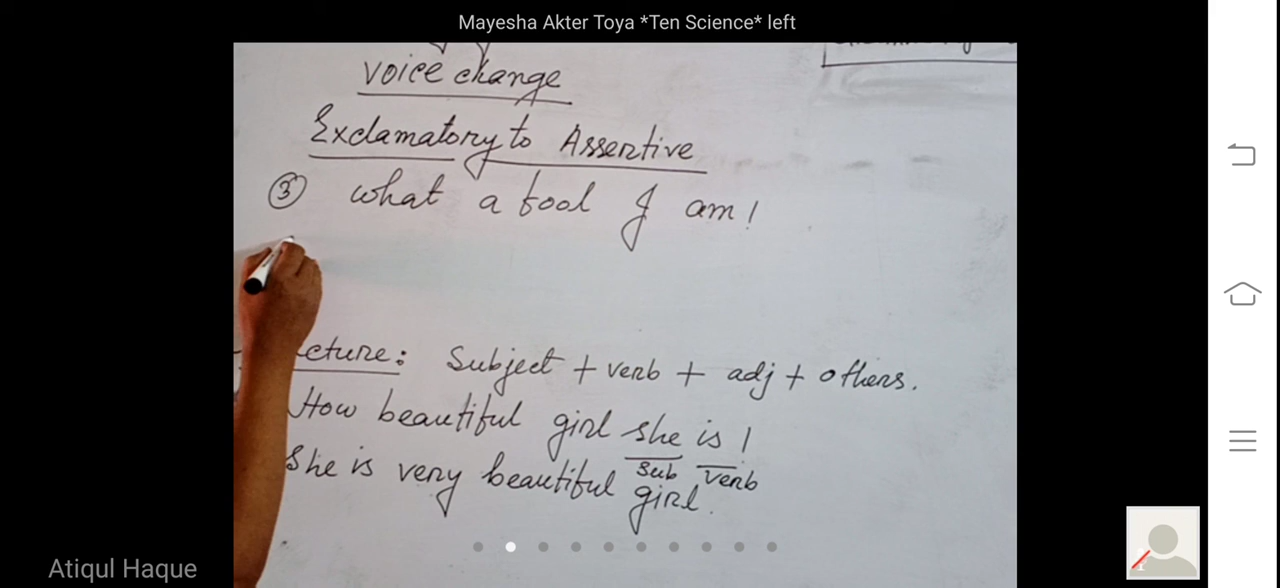 Mayesha Akter Toya *Ten Science* left
voice change
Exclamatory to Assertive
③ what a fool I am!
cture: Subject + verb + adj + others.
How beautiful girl she is!
sub verb
She is very beautiful girl.
Atiqul Haque